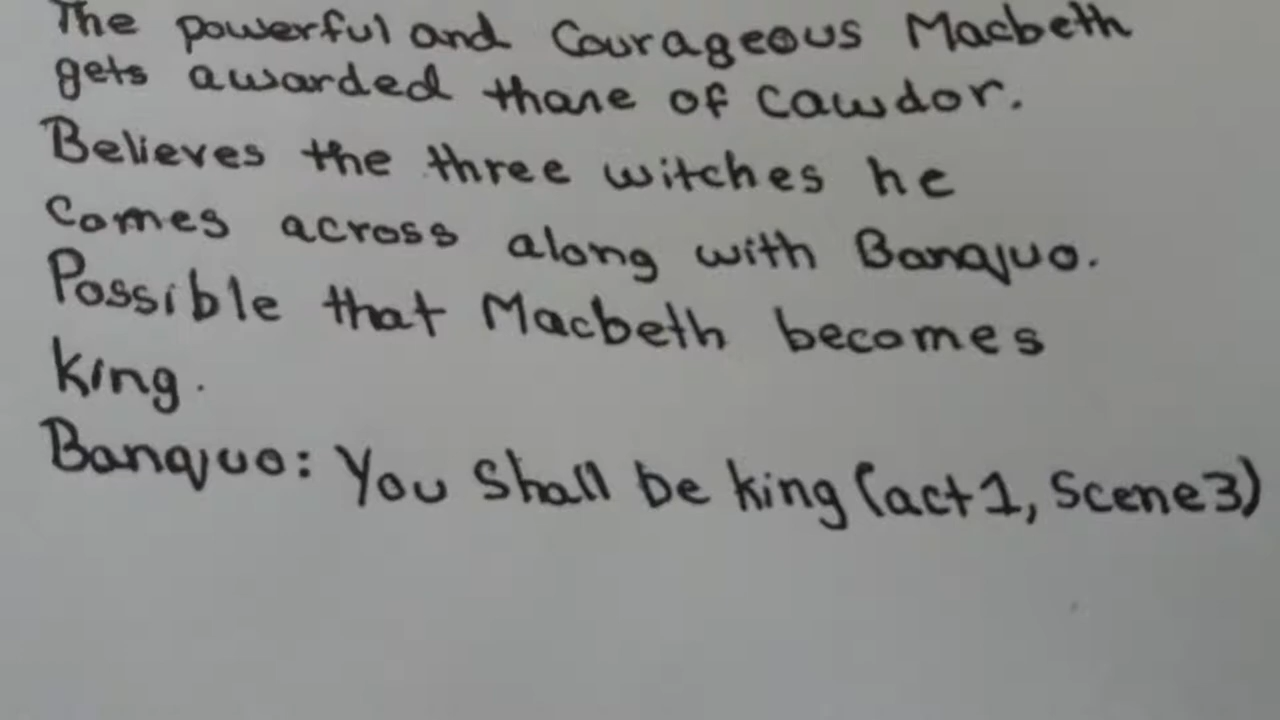 The powerful and Courageous Macbeth
gets awarded thane of Cawdor.
Believes the three witches he
Comes across along with Banquo.
Possible that Macbeth becomes
king.
Banquo: You Shall be king (act 1, Scene 3)